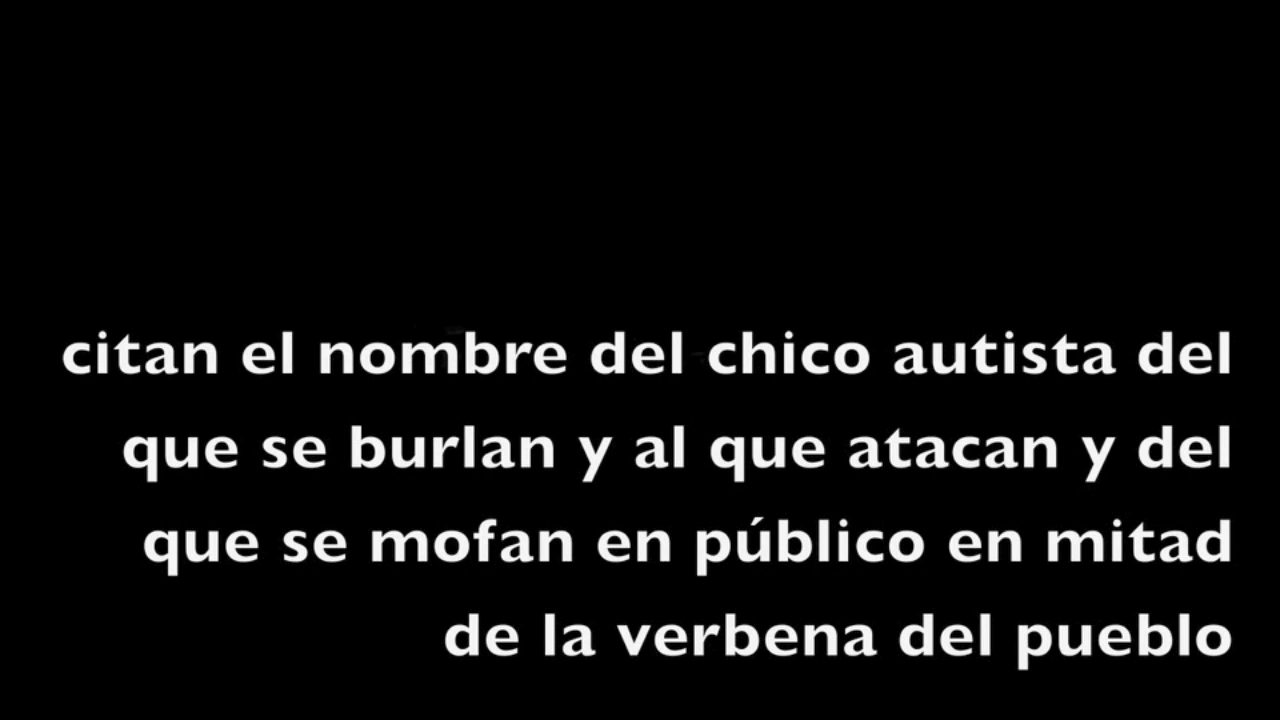 citan el nombre del chico autista del
que se burlan y al que atacan y del
que se mofan en público en mitad
de la verbena del pueblo